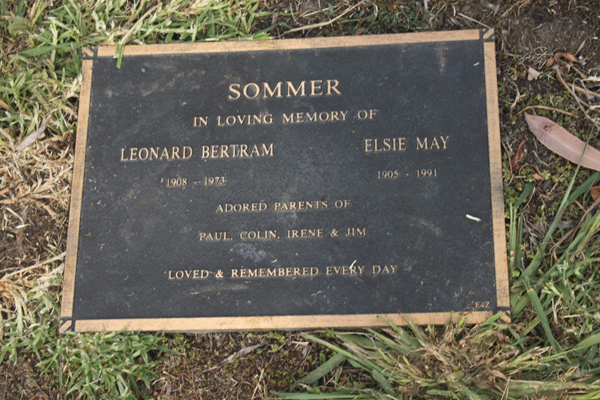 SOMMER
IN LOVING MEMORY OF
LEONARD BERTRAM ELSIE MAY
1908 - 1973 1905 - 1991
ADORED PARENTS OF
PAUL, COLIN, IRENE & JIM
LOVED & REMEMBERED EVERY DAY
E4Z